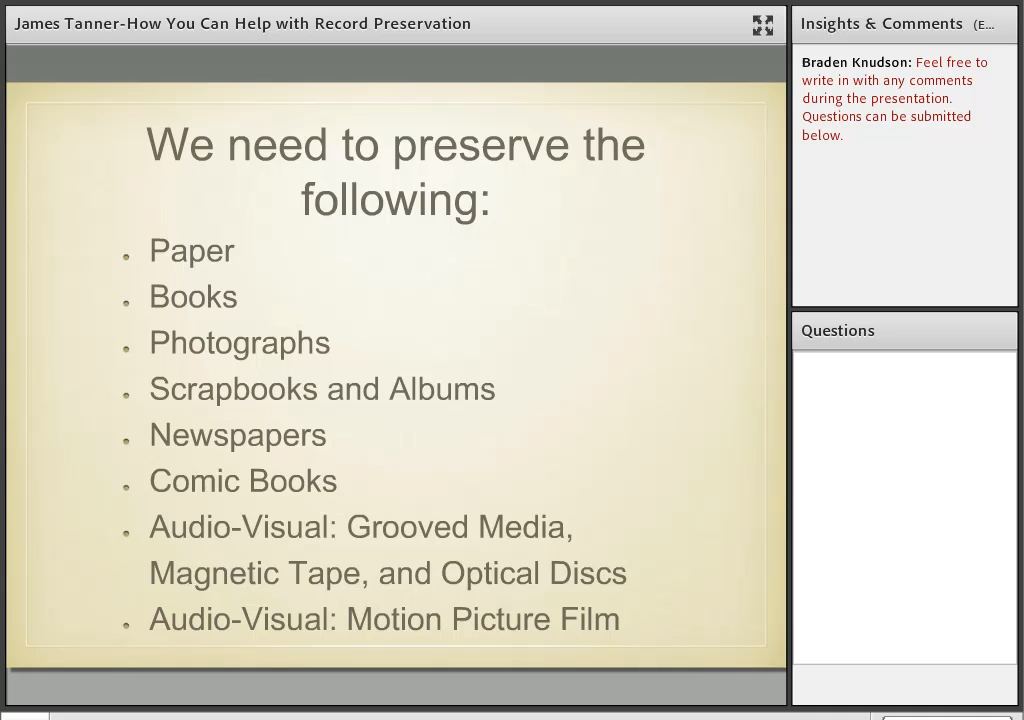 James Tanner-How You Can Help with Record Preservation
We need to preserve the
following:
Paper
Books
Photographs
Scrapbooks and Albums
Newspapers
Comic Books
Audio-Visual: Grooved Media,
Magnetic Tape, and Optical Discs
Audio-Visual: Motion Picture Film
Insights & Comments (E...
Braden Knudson: Feel free to
write in with any comments
during the presentation.
Questions can be submitted
below.
Questions